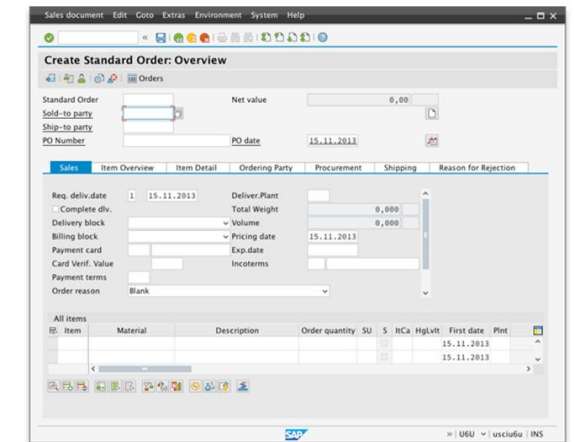 Sales document Edit Goto Extras Environment System Help
Create Standard Order: Overview
Orders
Standard Order Net value 0,00
Sold-to party
Ship-to party
PO Number PO date 15.11.2013
Sales Item Overview Item Detail Ordering Party Procurement Shipping Reason for Rejection
Req. deliv.date 1 15.11.2013 Deliver.Plant
Complete dlv. Total Weight 0,000
Delivery block Volume 0,000
Billing block Pricing date 15.11.2013
Payment card Exp.date
Card Verif. Value Incoterms
Payment terms
Order reason Blank
All items
Item Material Description Order quantity SU S ItCa HgLvIt First date Plnt
15.11.2013
15.11.2013
SAP » U6U usciu6u INS